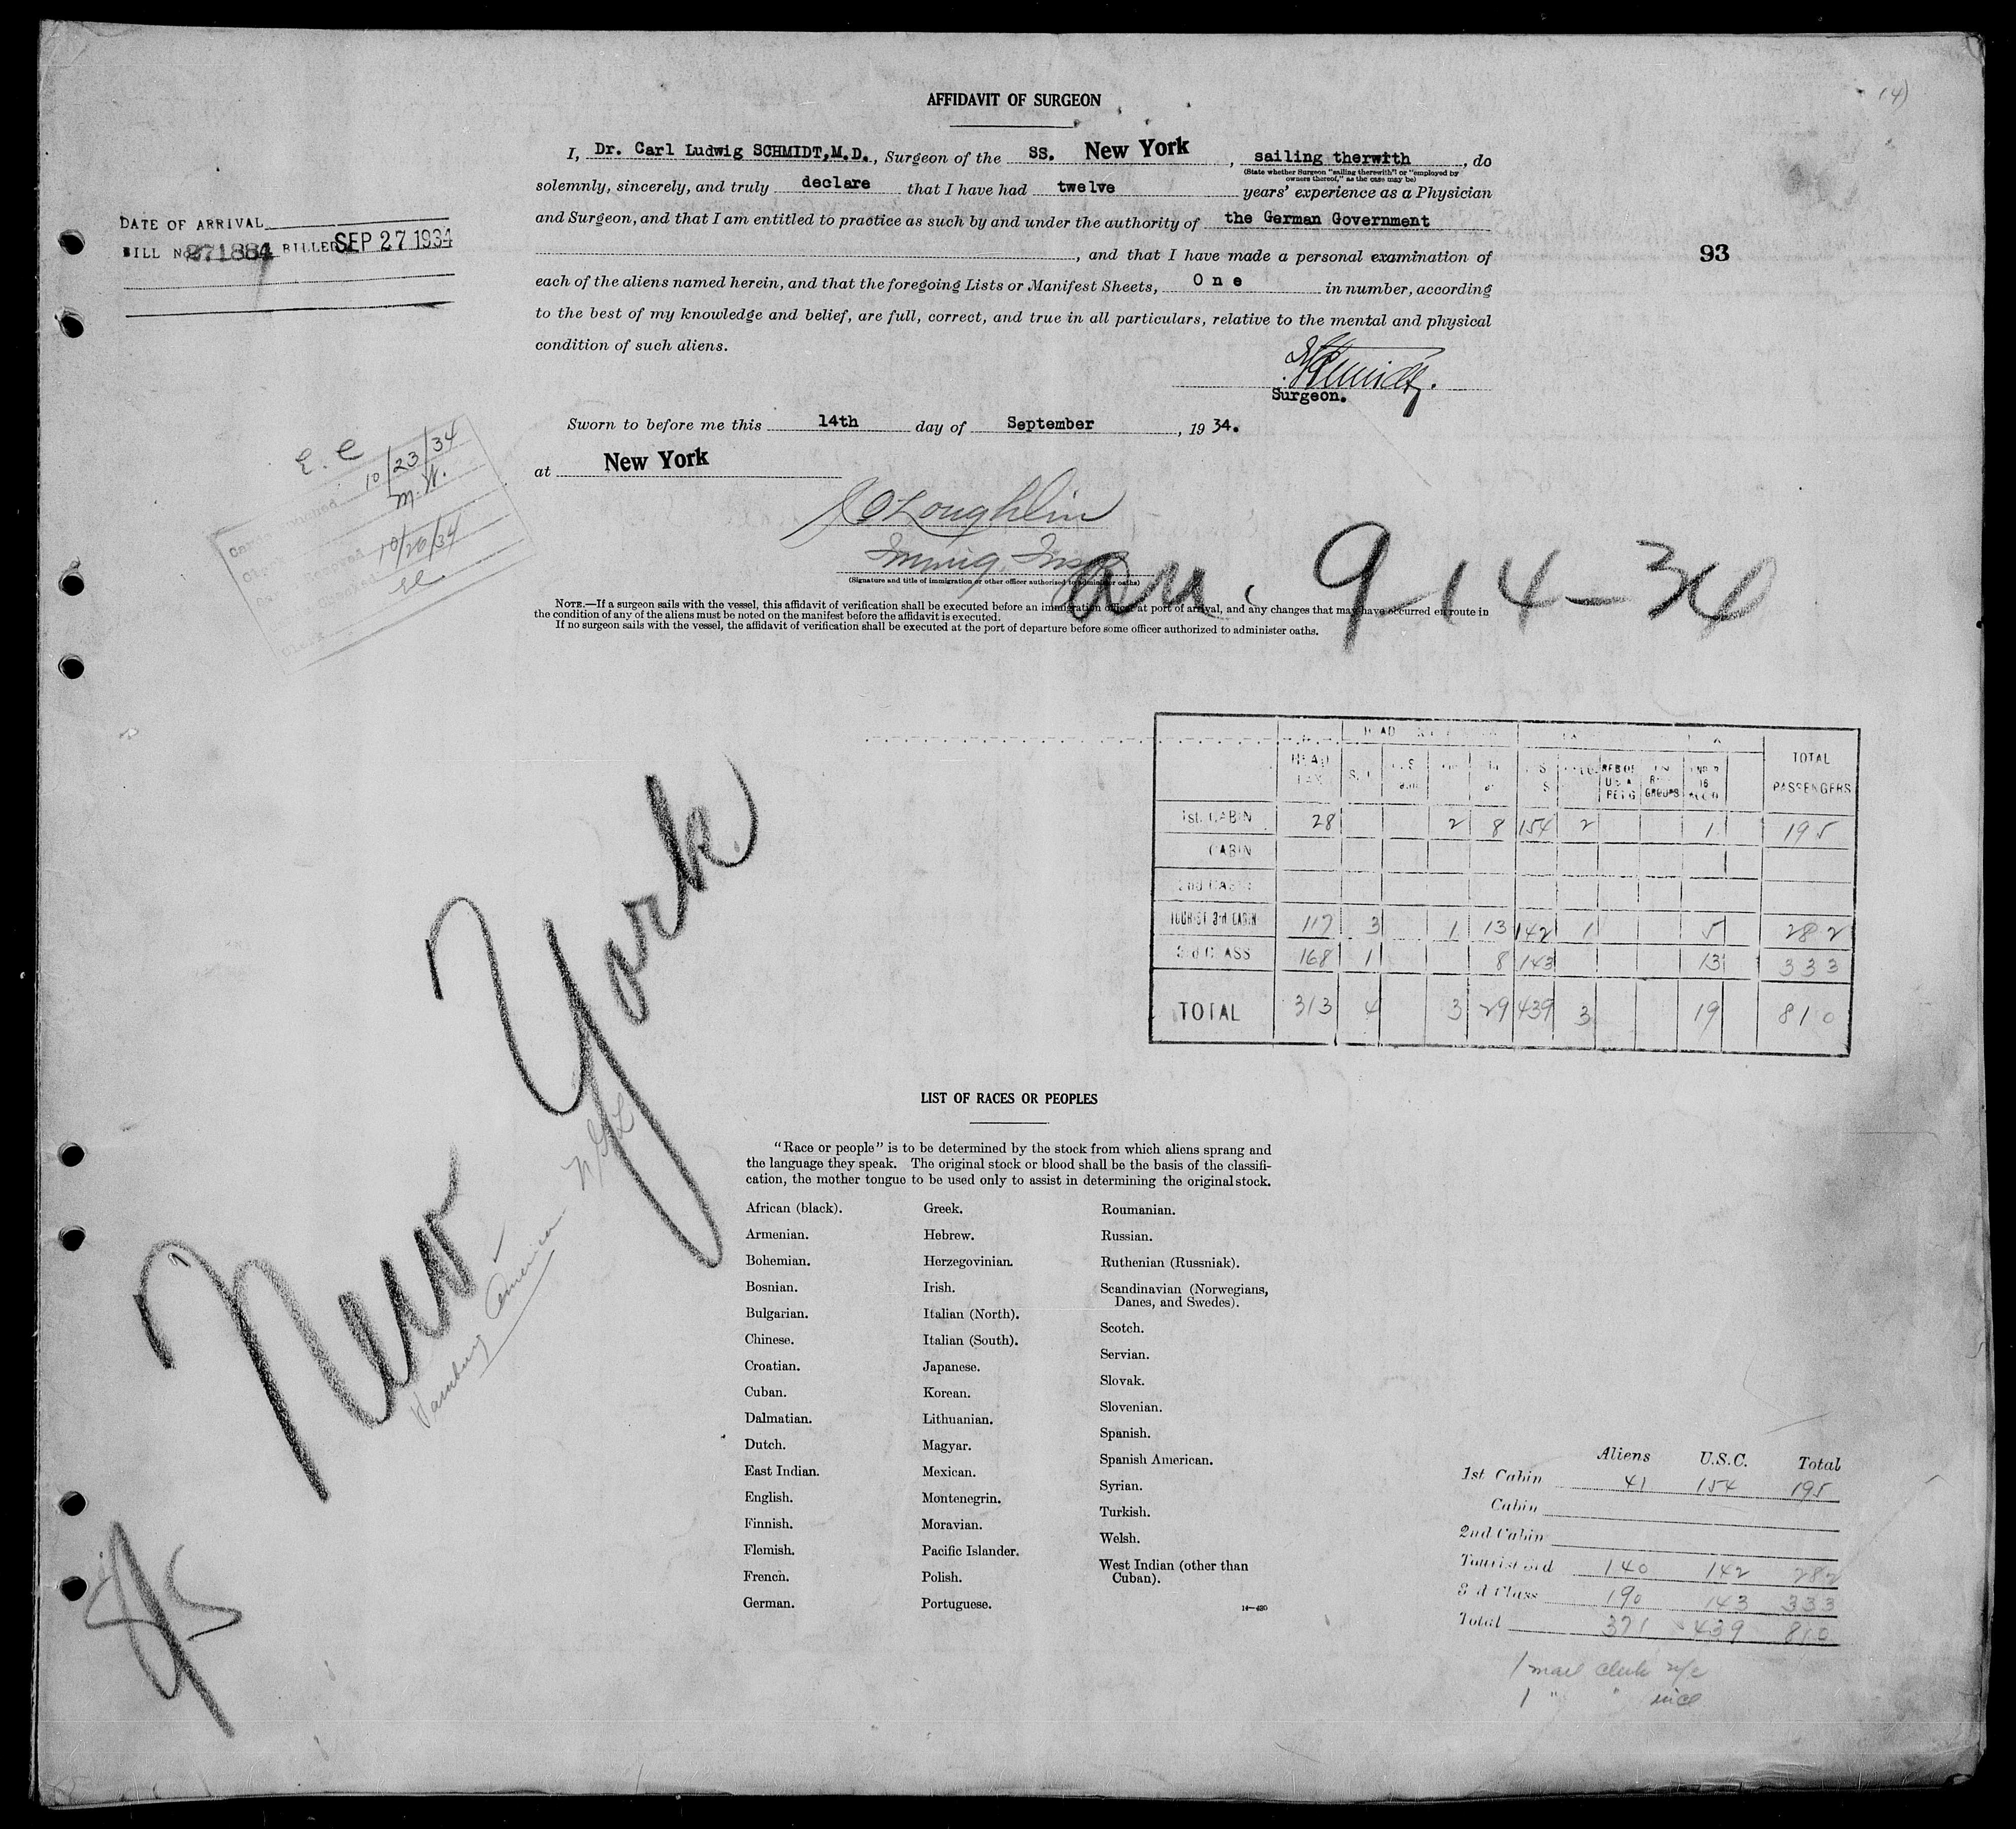 14)
AFFIDAVIT OF SURGEON
I, Dr. Carl Ludwig SCHMIDT,M.D., Surgeon of the SS. New York, sailing therwith, do
(State whether Surgeon "sailing therewith" or "employed by
owners thereof," as the case may be)
solemnly, sincerely, and truly declare that I have had twelve years' experience as a Physician
and Surgeon, and that I am entitled to practice as such by and under the authority of the German Government
, and that I have made a personal examination of
each of the aliens named herein, and that the foregoing Lists or Manifest Sheets, One in number, according
to the best of my knowledge and belief, are full, correct, and true in all particulars, relative to the mental and physical
condition of such aliens.
Schmidt.
Surgeon.
DATE OF ARRIVAL
BILL No 271884 BILLED SEP 27 1934
93
Sworn to before me this 14th day of September, 19 34.
at New York
E. C
10/23/34
M.W.
10/20/34
J O'Loughlin
Immig. Insp
(Signature and title of immigration or other officer authorized to administer oaths)
arr. 9-14-34
NOTE.—If a surgeon sails with the vessel, this affidavit of verification shall be executed before an immigration officer at port of arrival, and any changes that may have occurred en route in
the condition of any of the aliens must be noted on the manifest before the affidavit is executed.
If no surgeon sails with the vessel, the affidavit of verification shall be executed at the port of departure before some officer authorized to administer oaths.
HEAD TAX
UNDER 16
GROUPS
TOTAL PASSENGERS
1st CABIN 28 2 8 154 2 1 195
CABIN
2nd CABIN
TOURIST 3rd CABIN 117 3 1 13 142 1 5 282
3rd CLASS 168 1 8 143 13 333
TOTAL 313 4 3 29 439 3 19 810
New York
Hamburg American
LIST OF RACES OR PEOPLES
"Race or people" is to be determined by the stock from which aliens sprang and
the language they speak. The original stock or blood shall be the basis of the classifi-
cation, the mother tongue to be used only to assist in determining the original stock.
African (black).
Armenian.
Bohemian.
Bosnian.
Bulgarian.
Chinese.
Croatian.
Cuban.
Dalmatian.
Dutch.
East Indian.
English.
Finnish.
Flemish.
French.
German.
Greek.
Hebrew.
Herzegovinian.
Irish.
Italian (North).
Italian (South).
Japanese.
Korean.
Lithuanian.
Magyar.
Mexican.
Montenegrin.
Moravian.
Pacific Islander.
Polish.
Portuguese.
Roumanian.
Russian.
Ruthenian (Russniak).
Scandinavian (Norwegians,
Danes, and Swedes).
Scotch.
Servian.
Slovak.
Slovenian.
Spanish.
Spanish American.
Syrian.
Turkish.
Welsh.
West Indian (other than
Cuban).
14—420
Aliens U.S.C. Total
1st Cabin 41 154 195
Cabin
2nd Cabin
Tourist 3rd 140 142 282
3rd Class 190 143 333
Total 371 439 810
1 mail clerk n/c
1 " " incl